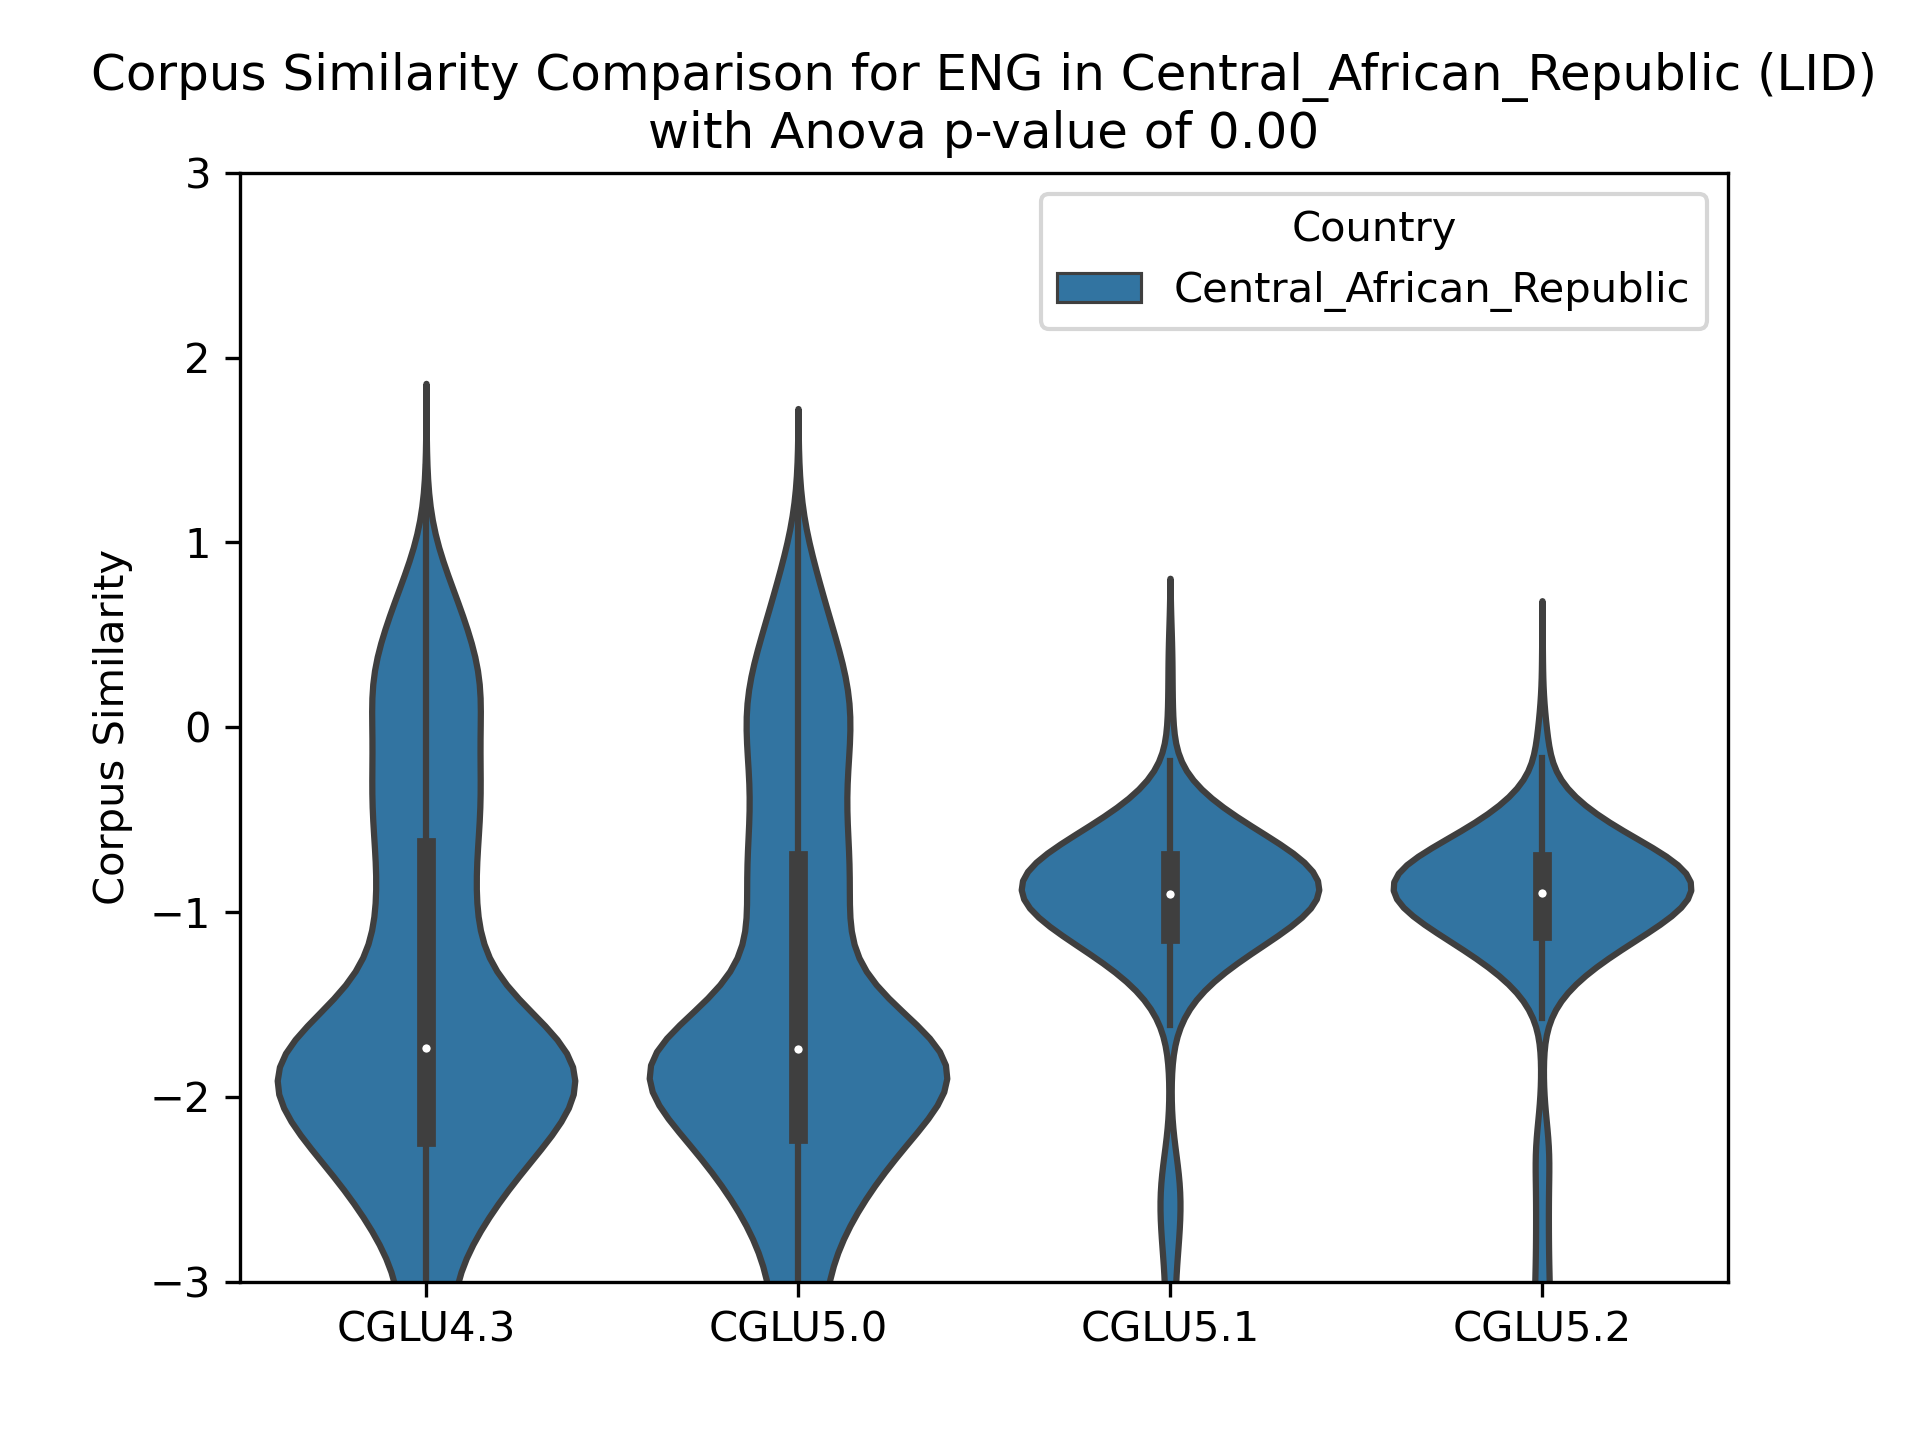 Corpus Similarity Comparison for ENG in Central_African_Republic (LID)
with Anova p-value of 0.00
3
2
1
0
−1
−2
−3
Corpus Similarity
Country
Central_African_Republic
CGLU4.3
CGLU5.0
CGLU5.1
CGLU5.2